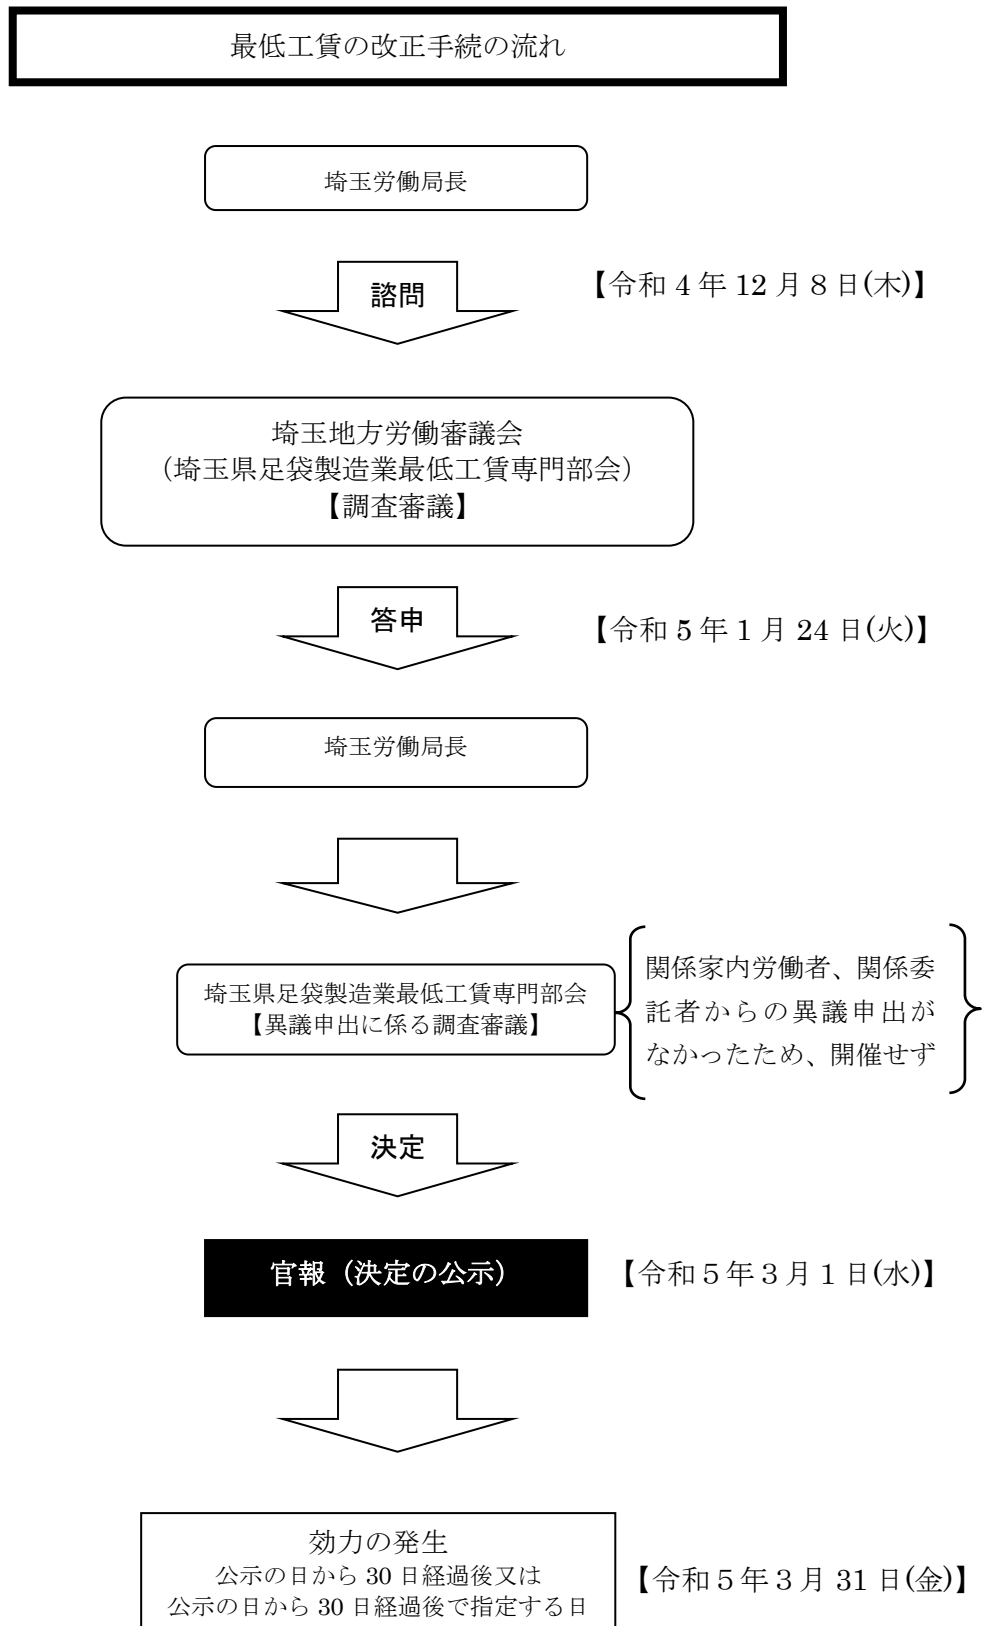 最低工賃の改正手続の流れ
埼玉労働局長
諮問
【令和4年12月8日(木)】
埼玉地方労働審議会
（埼玉県足袋製造業最低工賃専門部会）
【調査審議】
答申
【令和5年1月24日(火)】
埼玉労働局長
埼玉県足袋製造業最低工賃専門部会
【異議申出に係る調査審議】
関係家内労働者、関係委
託者からの異議申出が
なかったため、開催せず
決定
官報（決定の公示）
【令和５年３月１日(水)】
効力の発生
公示の日から30日経過後又は
公示の日から30日経過後で指定する日
【令和５年３月31日(金)】